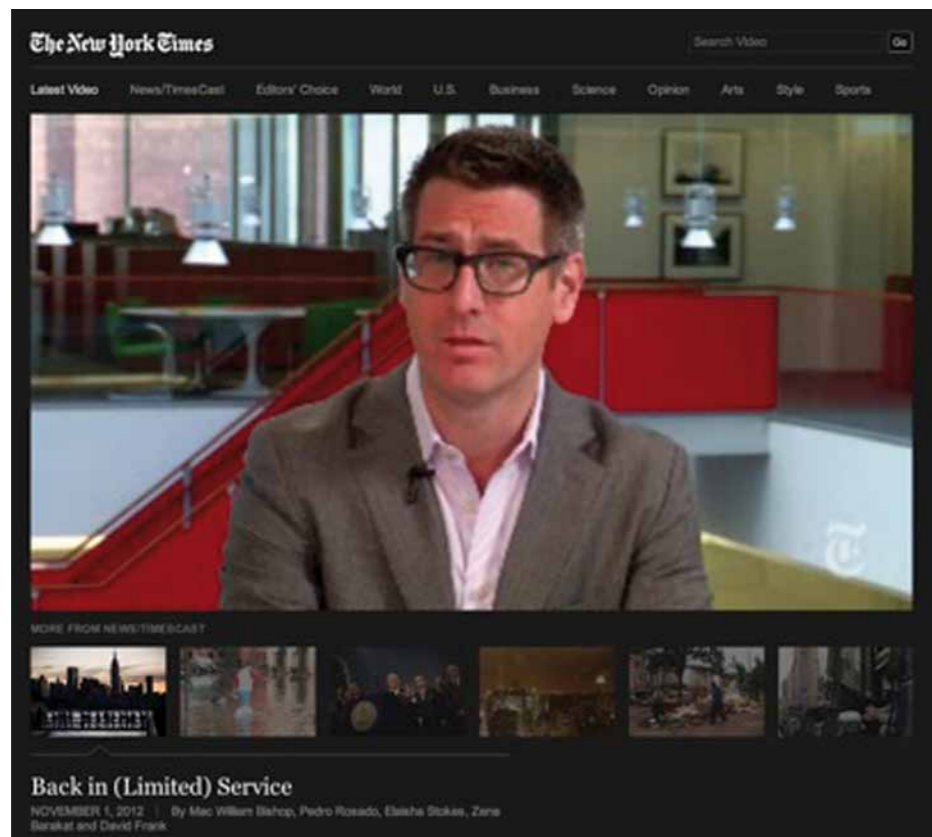 The New York Times
Search Video Go
Latest Video News/TimesCast Editors' Choice World U.S. Business Science Opinion Arts Style Sports
T
MORE FROM NEWS/TIMESCAST
Back in (Limited) Service
NOVEMBER 1, 2012 | By Mac William Bishop, Pedro Rosado, Elaisha Stokes, Zena
Barakat and David Frank